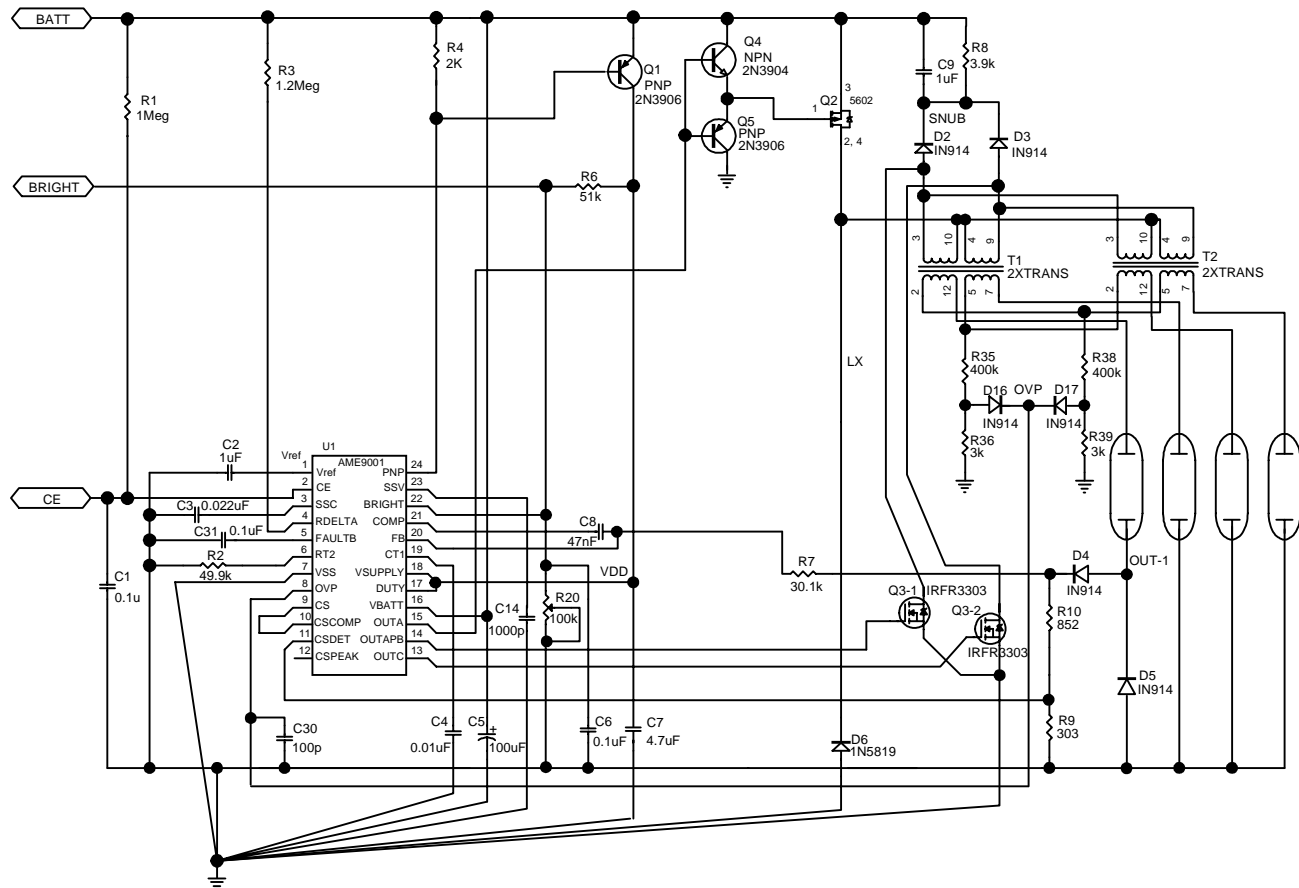 BATT
R1
1Meg
R3
1.2Meg
R4
2K
Q1
PNP
2N3906
Q4
NPN
2N3904
Q5
PNP
2N3906
Q2
3
5602
1
2, 4
C9
1uF
R8
3.9k
SNUB
D2
IN914
D3
IN914
BRIGHT
R6
51k
3
10
4
9
T1
2XTRANS
2
12
5
7
3
10
4
9
T2
2XTRANS
2
12
5
7
LX
R35
400k
R38
400k
D16
OVP
D17
IN914
IN914
R36
3k
R39
3k
U1
AME9001
Vref
C2
1uF
CE
C3
0.022uF
C31
0.1uF
R2
49.9k
C1
0.1u
1
Vref
PNP
24
2
CE
SSV
23
3
SSC
BRIGHT
22
4
RDELTA
COMP
21
5
FAULTB
FB
20
6
RT2
CT1
19
7
VSS
VSUPPLY
18
8
OVP
DUTY
17
9
CS
VBATT
16
10
CSCOMP
OUTA
15
11
CSDET
OUTAPB
14
12
CSPEAK
OUTC
13
C8
47nF
VDD
C14
1000p
R20
100k
R7
30.1k
Q3-1
IRFR3303
Q3-2
IRFR3303
D4
IN914
OUT-1
R10
852
D5
IN914
R9
303
C30
100p
C4
0.01uF
C5
+
100uF
C6
0.1uF
C7
4.7uF
D6
1N5819